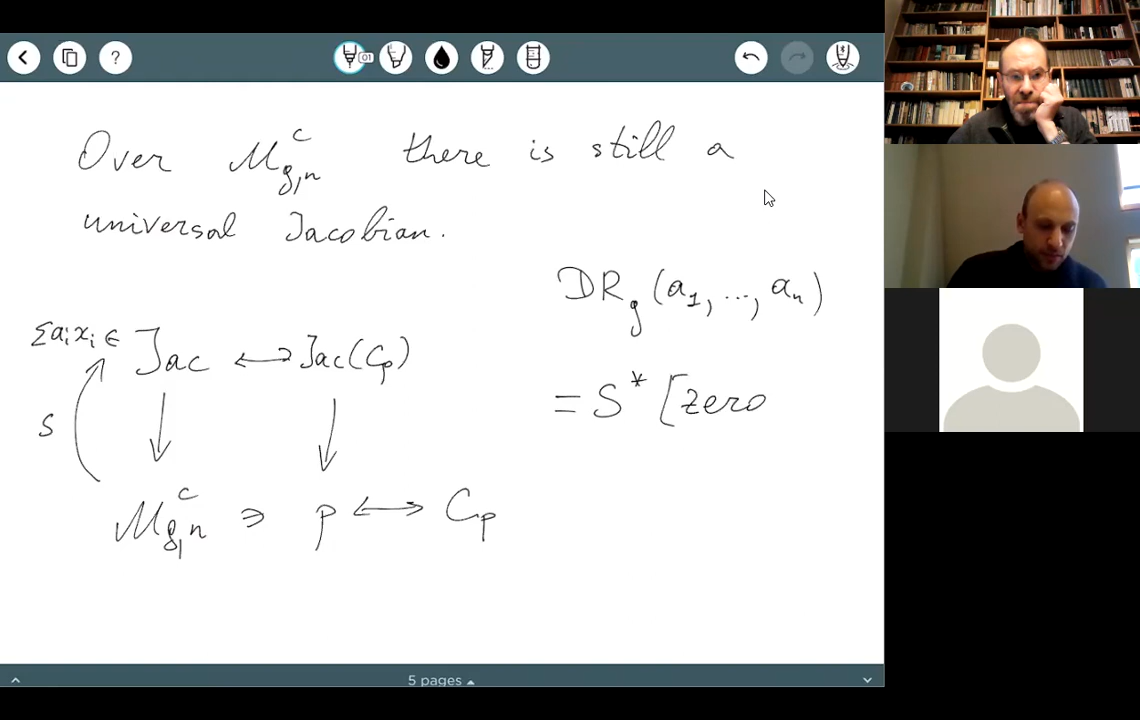 Over M^c_{g,n} there is still a
universal Jacobian.
DR_g (a_1, ..., a_n)
Σa_i x_i ∈ Jac ↔ Jac(C_p)
= S^* [zero
S
M^c_{g,n} ∋ p ↔ C_p
5 pages